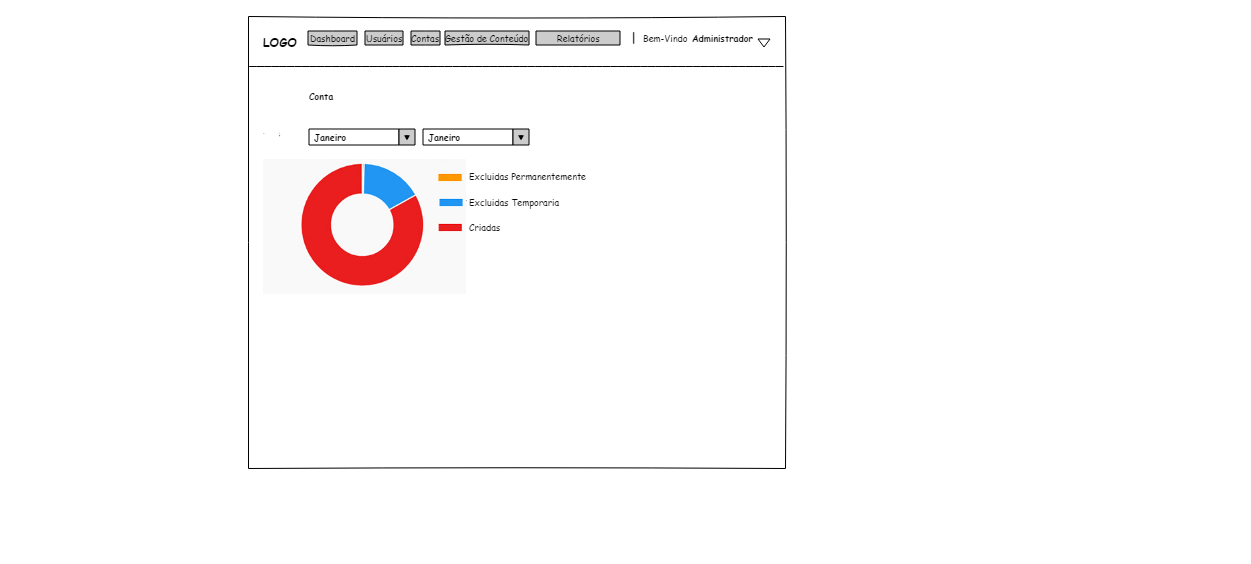 LOGO Dashboard Usuários Contas Gestão de Conteúdo Relatórios | Bem-Vindo Administrador
Conta
Janeiro Janeiro
Excluidas Permanentemente
Excluidas Temporaria
Criadas